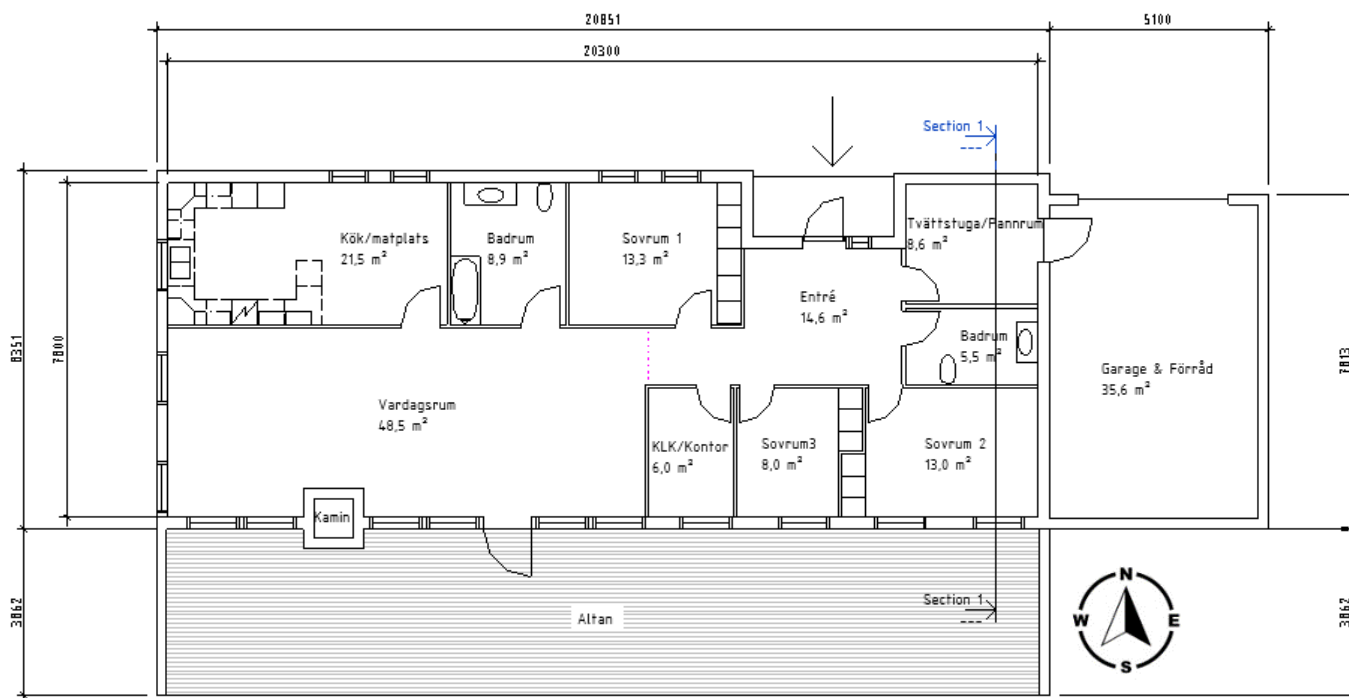 20851
5100
20300
Section 1
Kök/matplats
21,5 m²
Badrum
8,9 m²
Sovrum 1
13,3 m²
Tvättstuga/Pannrum
8,6 m²
Entré
14,6 m²
Badrum
5,5 m²
Garage & Förråd
35,6 m²
8351
7800
7813
Vardagsrum
48,5 m²
KLK/Kontor
6,0 m²
Sovrum3
8,0 m²
Sovrum 2
13,0 m²
Kamin
3862
Altan
Section 1
N
W E
S
3862